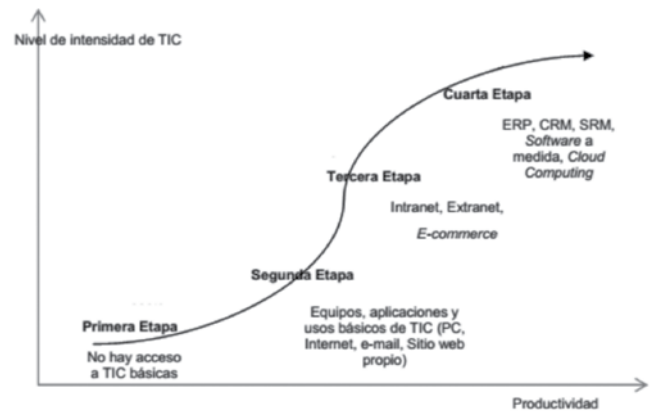 Nivel de intensidad de TIC
Cuarta Etapa
ERP, CRM, SRM,
Software a
medida, Cloud
Computing
Tercera Etapa
Intranet, Extranet,
E-commerce
Segunda Etapa
Equipos, aplicaciones y
usos básicos de TIC (PC,
Internet, e-mail, Sitio web
propio)
Primera Etapa
No hay acceso
a TIC básicas
Productividad